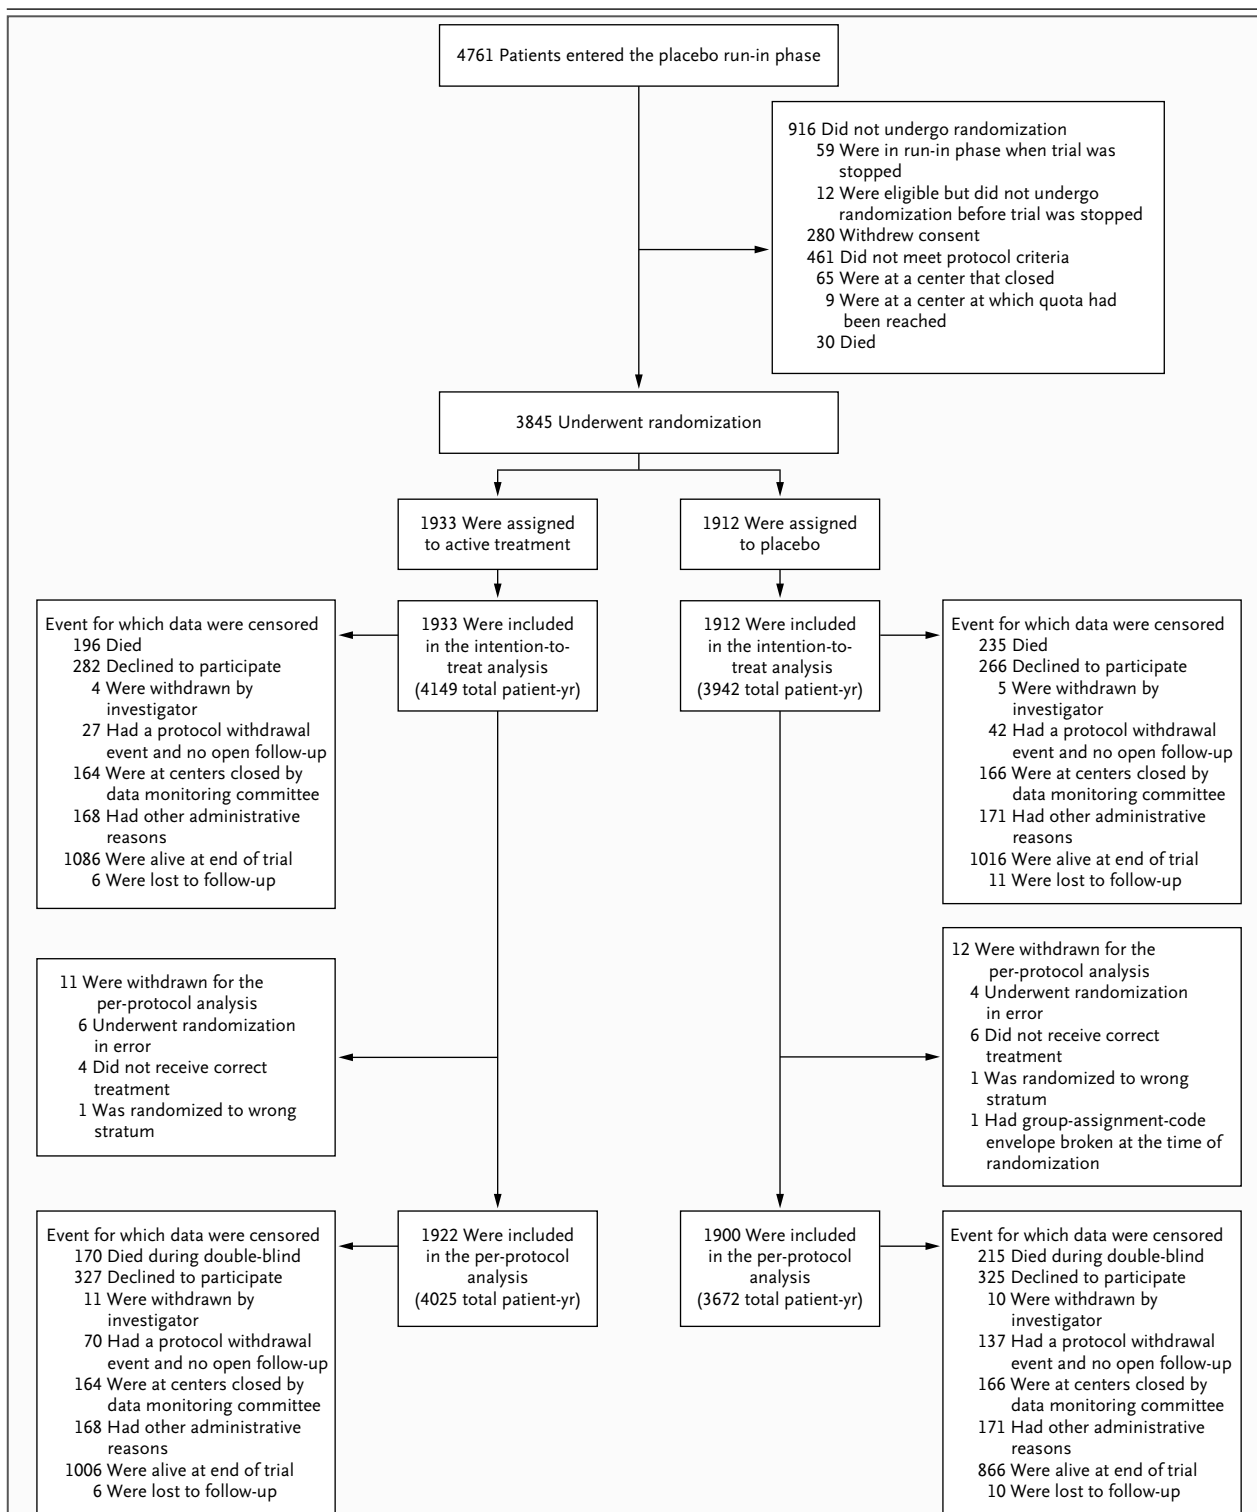 4761 Patients entered the placebo run-in phase
916 Did not undergo randomization
59 Were in run-in phase when trial was
stopped
12 Were eligible but did not undergo
randomization before trial was stopped
280 Withdrew consent
461 Did not meet protocol criteria
65 Were at a center that closed
9 Were at a center at which quota had
been reached
30 Died
3845 Underwent randomization
1933 Were assigned
to active treatment
1912 Were assigned
to placebo
Event for which data were censored
196 Died
282 Declined to participate
4 Were withdrawn by
investigator
27 Had a protocol withdrawal
event and no open follow-up
164 Were at centers closed by
data monitoring committee
168 Had other administrative
reasons
1086 Were alive at end of trial
6 Were lost to follow-up
1933 Were included
in the intention-to-
treat analysis
(4149 total patient-yr)
1912 Were included
in the intention-to-
treat analysis
(3942 total patient-yr)
Event for which data were censored
235 Died
266 Declined to participate
5 Were withdrawn by
investigator
42 Had a protocol withdrawal
event and no open follow-up
166 Were at centers closed by
data monitoring committee
171 Had other administrative
reasons
1016 Were alive at end of trial
11 Were lost to follow-up
11 Were withdrawn for the
per-protocol analysis
6 Underwent randomization
in error
4 Did not receive correct
treatment
1 Was randomized to wrong
stratum
12 Were withdrawn for the
per-protocol analysis
4 Underwent randomization
in error
6 Did not receive correct
treatment
1 Was randomized to wrong
stratum
1 Had group-assignment-code
envelope broken at the time of
randomization
Event for which data were censored
170 Died during double-blind
327 Declined to participate
11 Were withdrawn by
investigator
70 Had a protocol withdrawal
event and no open follow-up
164 Were at centers closed by
data monitoring committee
168 Had other administrative
reasons
1006 Were alive at end of trial
6 Were lost to follow-up
1922 Were included
in the per-protocol
analysis
(4025 total patient-yr)
1900 Were included
in the per-protocol
analysis
(3672 total patient-yr)
Event for which data were censored
215 Died during double-blind
325 Declined to participate
10 Were withdrawn by
investigator
137 Had a protocol withdrawal
event and no open follow-up
166 Were at centers closed by
data monitoring committee
171 Had other administrative
reasons
866 Were alive at end of trial
10 Were lost to follow-up